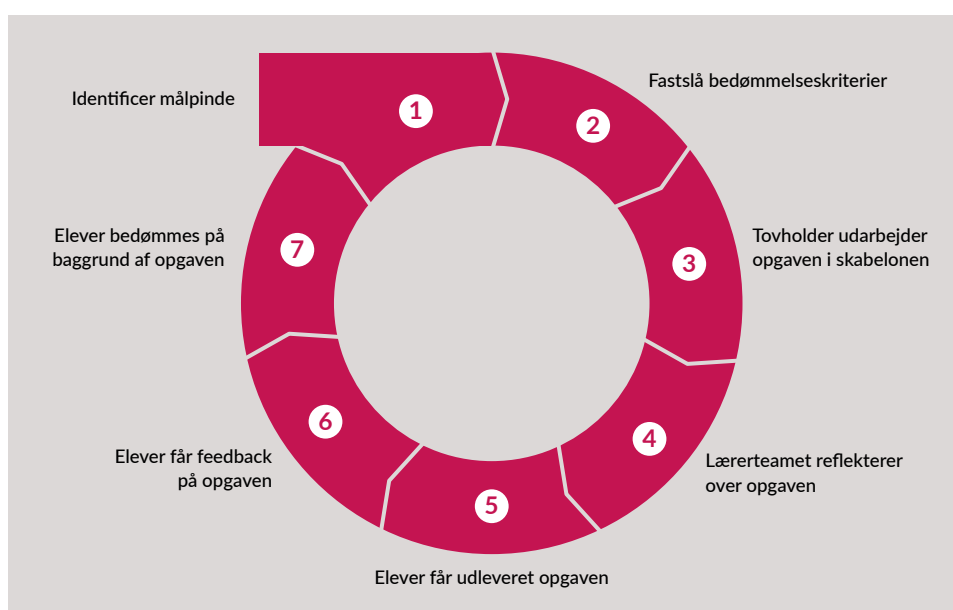 1
Identificer målpinde
2
Fastslå bedømmelseskriterier
3
Tovholder udarbejder
opgaven i skabelonen
4
Lærerteamet reflekterer
over opgaven
5
Elever får udleveret opgaven
6
Elever får feedback
på opgaven
7
Elever bedømmes på
baggrund af opgaven